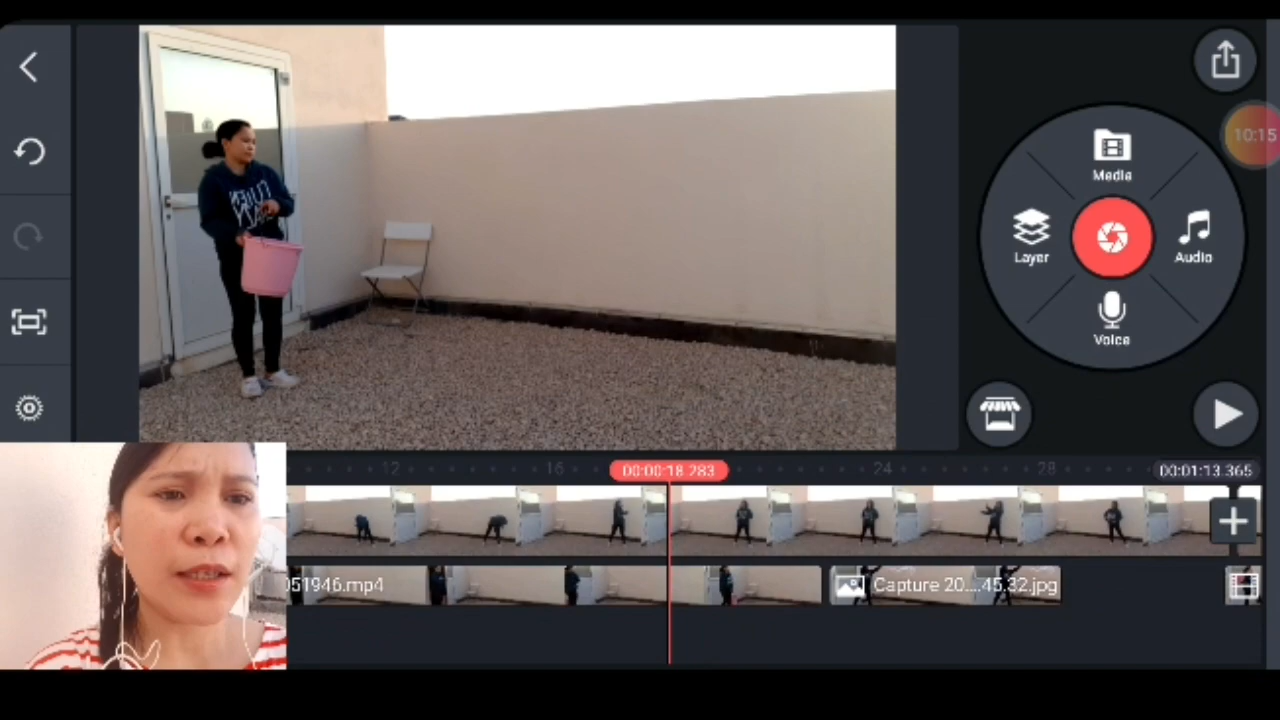 10:15
Media
Layer
Audio
Voice
12
16
00:00:18.283
24
28
00:01:13.365
051946.mp4
Capture 20....45.32.jpg